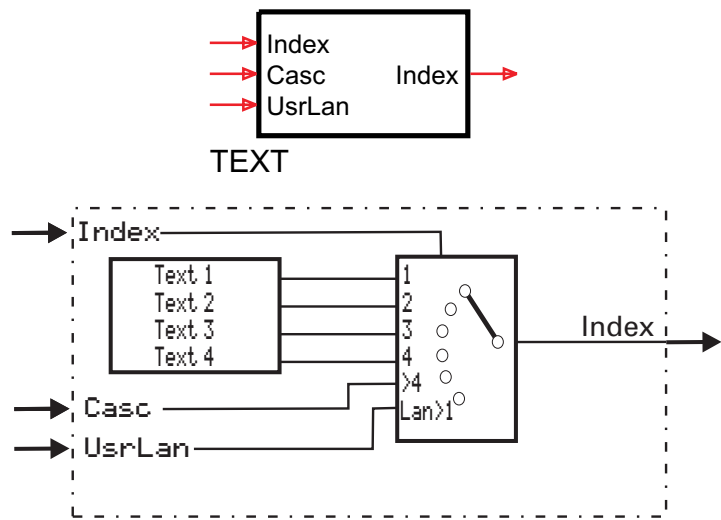 Index
Casc Index
UsrLan
TEXT
Index
Text 1 1
Text 2 2
Text 3 3 Index
Text 4 4
>4
Casc Lan>1
UsrLan